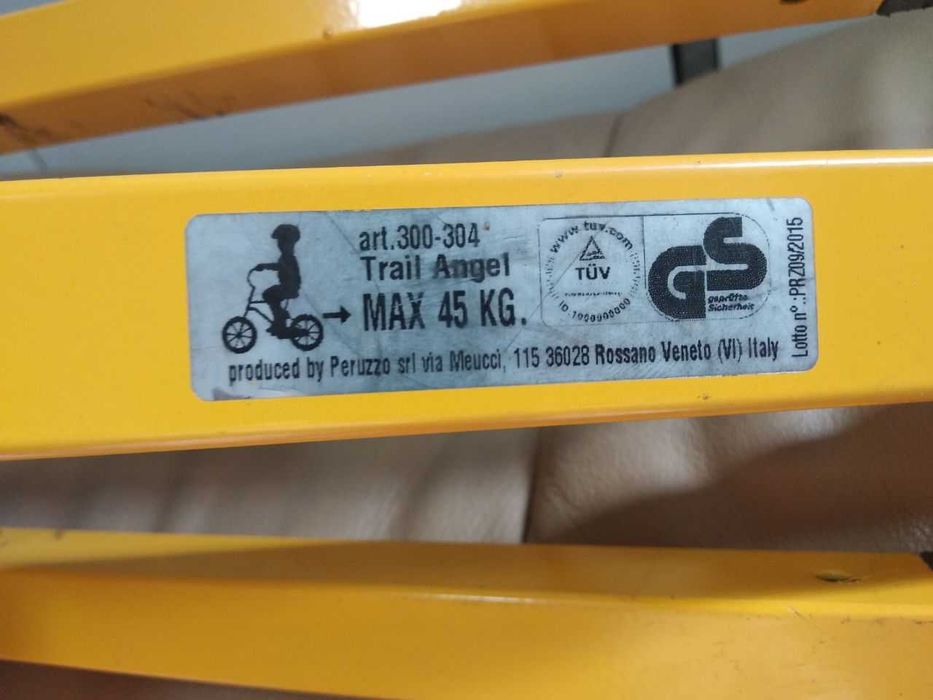 art.300-304
Trail Angel
MAX 45 KG.
produced by Peruzzo srl via Meucci, 115 36028 Rossano Veneto (VI) Italy
www.tuv.com
TÜV
GS
geprüfte
Sicherheit
Lotto n° .:PRZ09/2015